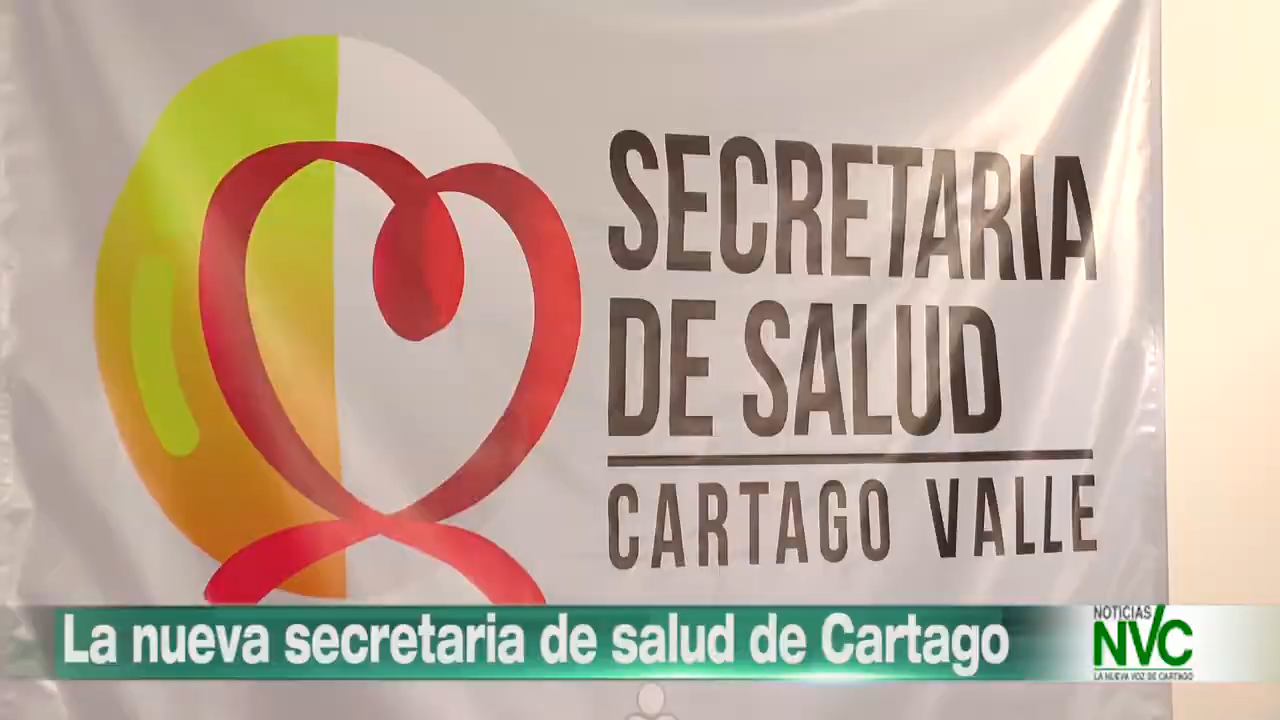 SECRETARIA
DE SALUD
CARTAGO VALLE
La nueva secretaria de salud de Cartago
NOTICIAS
NVC
LA NUEVA VOZ DE CARTAGO